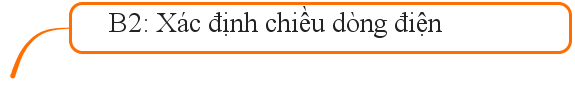 B2: Xác định chiều dòng điện